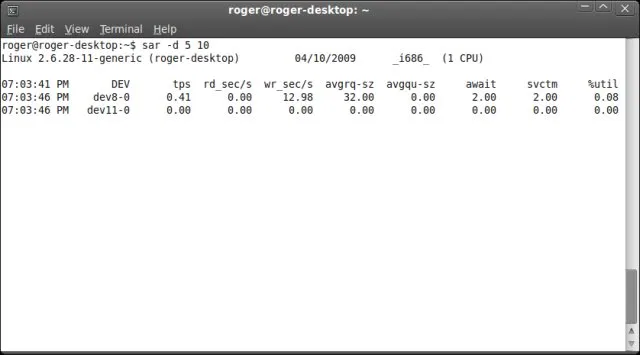 roger@roger-desktop: ~
File Edit View Terminal Help
roger@roger-desktop:~$ sar -d 5 10
Linux 2.6.28-11-generic (roger-desktop) 04/10/2009 _i686_ (1 CPU)
07:03:41 PM DEV tps rd_sec/s wr_sec/s avgrq-sz avgqu-sz await svctm %util
07:03:46 PM dev8-0 0.41 0.00 12.98 32.00 0.00 2.00 2.00 0.08
07:03:46 PM dev11-0 0.00 0.00 0.00 0.00 0.00 0.00 0.00 0.00